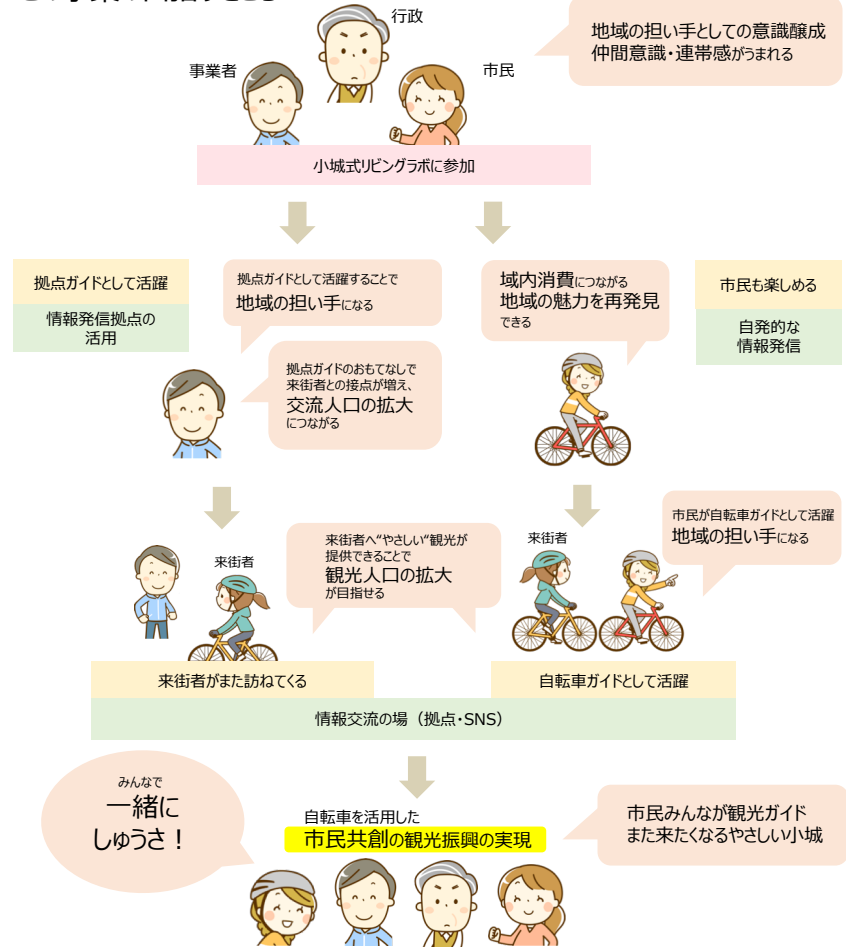 行政
地域の担い手としての意識醸成
仲間意識・連帯感がうまれる
事業者
市民
小城式リビングラボに参加
拠点ガイドとして活躍
情報発信拠点の
活用
拠点ガイドとして活躍することで
地域の担い手になる
域内消費につながる
地域の魅力を再発見
できる
市民も楽しめる
自発的な
情報発信
拠点ガイドのおもてなしで
来街者との接点が増え、
交流人口の拡大
につながる
来街者
来街者へ“やさしい“観光が
提供できることで
観光人口の拡大
が目指せる
来街者
市民が自転車ガイドとして活躍
地域の担い手になる
来街者がまた訪ねてくる
自転車ガイドとして活躍
情報交流の場（拠点・SNS）
みんなで
一緒に
しゅうさ！
自転車を活用した
市民共創の観光振興の実現
市民みんなが観光ガイド
また来たくなるやさしい小城